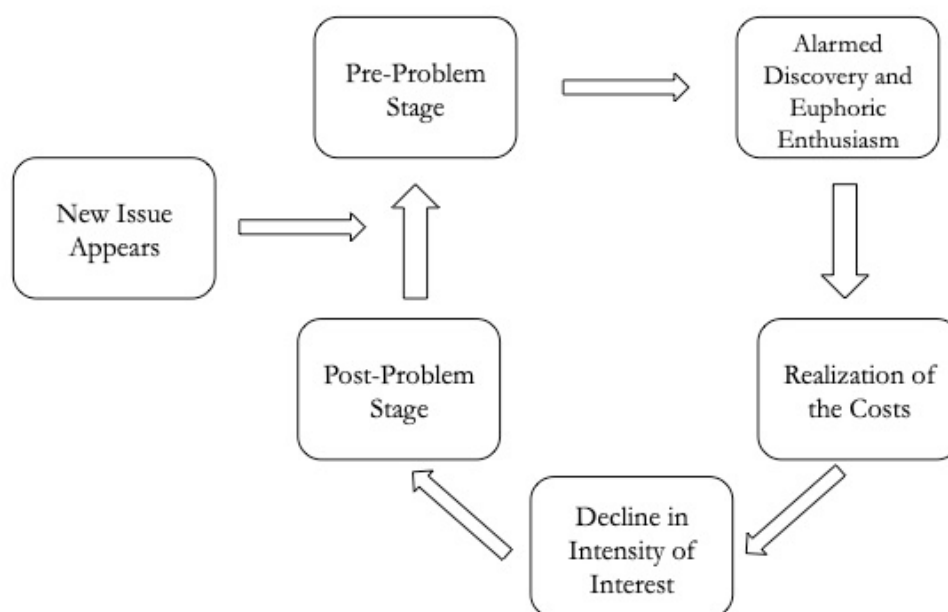 Pre-Problem
Stage
Alarmed
Discovery and
Euphoric
Enthusiasm
New Issue
Appears
Post-Problem
Stage
Realization of
the Costs
Decline in
Intensity of
Interest